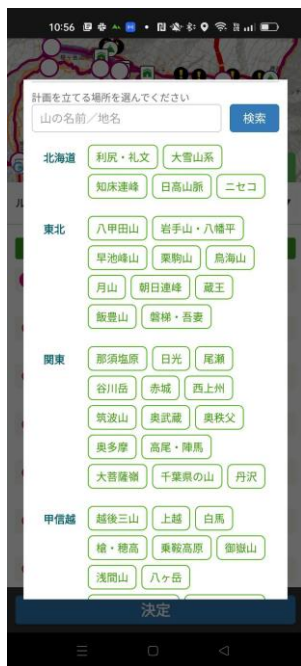 10:56
計画を立てる場所を選んでください
山の名前／地名 検索
北海道 利尻・礼文 大雪山系
知床連峰 日高山脈 ニセコ
東北 八甲田山 岩手山・八幡平
早池峰山 栗駒山 鳥海山
月山 朝日連峰 蔵王
飯豊山 磐梯・吾妻
関東 那須塩原 日光 尾瀬
谷川岳 赤城 西上州
筑波山 奥武蔵 奥秩父
奥多摩 高尾・陣馬
大菩薩嶺 千葉県の山 丹沢
甲信越 越後三山 上越 白馬
槍・穂高 乗鞍高原 御嶽山
浅間山 八ヶ岳
決定